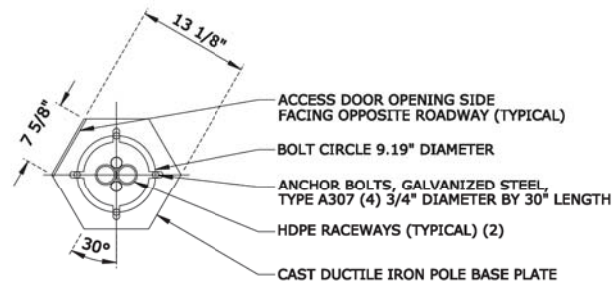 13 1/8"
7 5/8"
ACCESS DOOR OPENING SIDE
FACING OPPOSITE ROADWAY (TYPICAL)
BOLT CIRCLE 9.19" DIAMETER
ANCHOR BOLTS, GALVANIZED STEEL,
TYPE A307 (4) 3/4" DIAMETER BY 30" LENGTH
HDPE RACEWAYS (TYPICAL) (2)
30°
CAST DUCTILE IRON POLE BASE PLATE